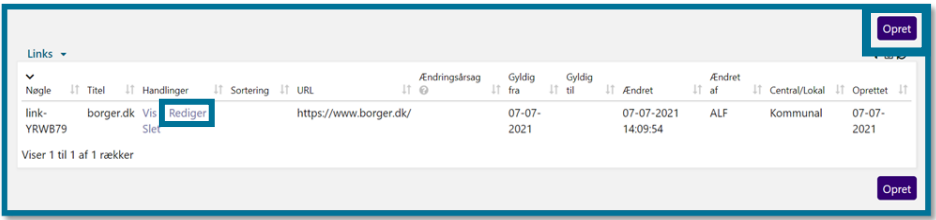 Opret
Links
Ændringsårsag Gyldig Gyldig Ændret
Nøgle Titel Handlinger Sortering URL fra til Ændret af Central/Lokal Oprettet
link- borger.dk Vis Rediger https://www.borger.dk/ 07-07- 07-07-2021 ALF Kommunal 07-07-
YRWB79 Slet 2021 14:09:54 2021
Viser 1 til 1 af 1 rækker
Opret